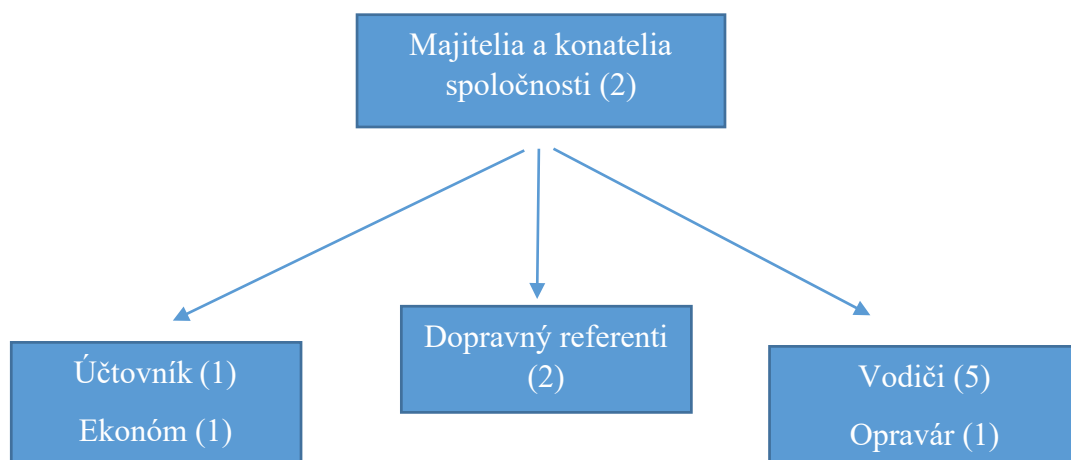 Majitelia a konatelia
spoločnosti (2)
Účtovník (1)
Ekonóm (1)
Dopravný referenti
(2)
Vodiči (5)
Opravár (1)